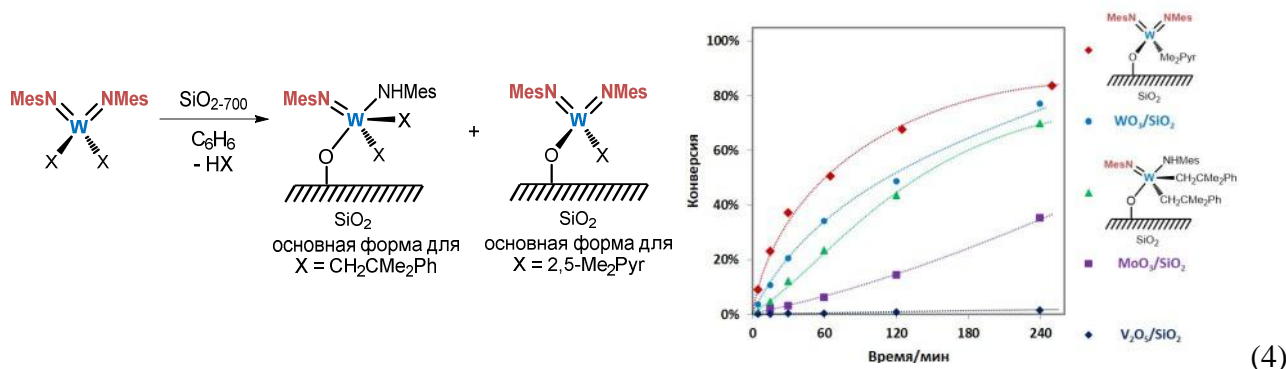 MesN NMes
W
X X
SiO2-700
C6H6
- HX
MesN NHMes
W X
X
O
SiO2
основная форма для
X = CH2CMe2Ph
+
MesN NMes
W
O X
SiO2
основная форма для
X = 2,5-Me2Pyr
Конверсия
100%
80%
60%
40%
20%
0%
0 60 120 180 240
Время/мин
MesN NMes
W
O Me2Pyr
SiO2
WO3/SiO2
MesN NHMes
W CH2CMe2Ph
O CH2CMe2Ph
SiO2
MoO3/SiO2
V2O5/SiO2
(4)